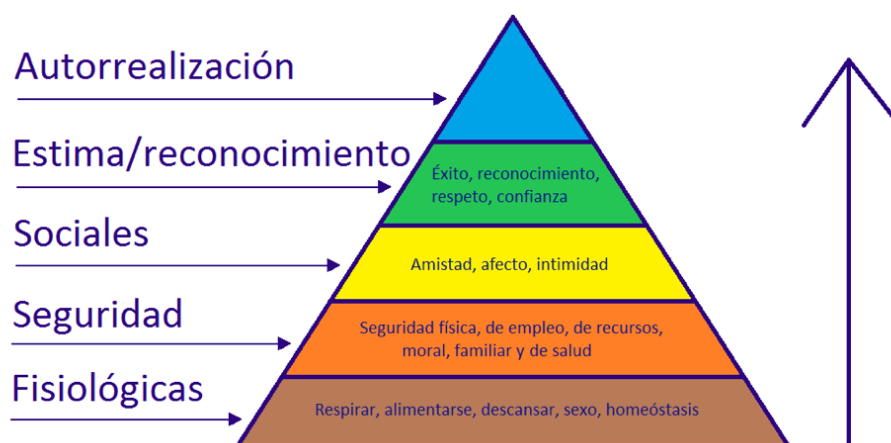 Autorrealización
Estima/reconocimiento
Éxito, reconocimiento,
respeto, confianza
Sociales
Amistad, afecto, intimidad
Seguridad
Seguridad física, de empleo, de recursos,
moral, familiar y de salud
Fisiológicas
Respirar, alimentarse, descansar, sexo, homeóstasis